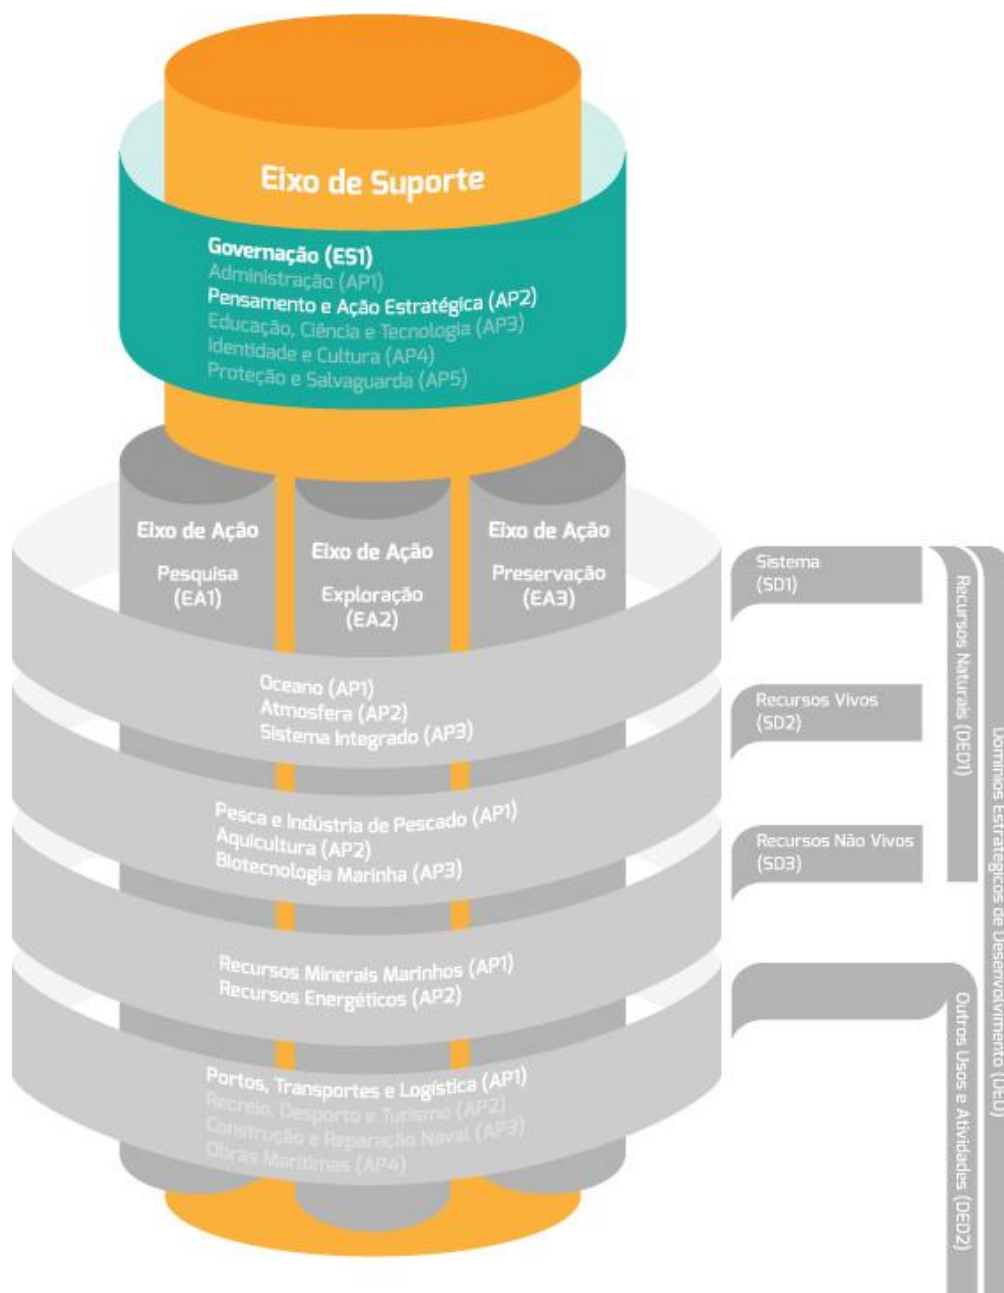 Eixo de Suporte
Governação (ES1)
Administração (AP1)
Pensamento e Ação Estratégica (AP2)
Educação, Ciência e Tecnologia (AP3)
Identidade e Cultura (AP4)
Proteção e Salvaguarda (AP5)
Eixo de Ação
Pesquisa
(EA1)
Eixo de Ação
Exploração
(EA2)
Eixo de Ação
Preservação
(EA3)
Oceano (AP1)
Atmosfera (AP2)
Sistema Integrado (AP3)
Pesca e Indústria de Pescado (AP1)
Aquicultura (AP2)
Biotecnologia Marinha (AP3)
Recursos Minerais Marinhos (AP1)
Recursos Energéticos (AP2)
Portos, Transportes e Logística (AP1)
Recreio, Desporto e Turismo (AP2)
Construção e Reparação Naval (AP3)
Obras Marítimas (AP4)
Sistema
(SD1)
Recursos Vivos
(SD2)
Recursos Não Vivos
(SD3)
Recursos Naturais (DED1)
Outros Usos e Atividades (DED2)
Domínios Estratégicos de Desenvolvimento (DED)